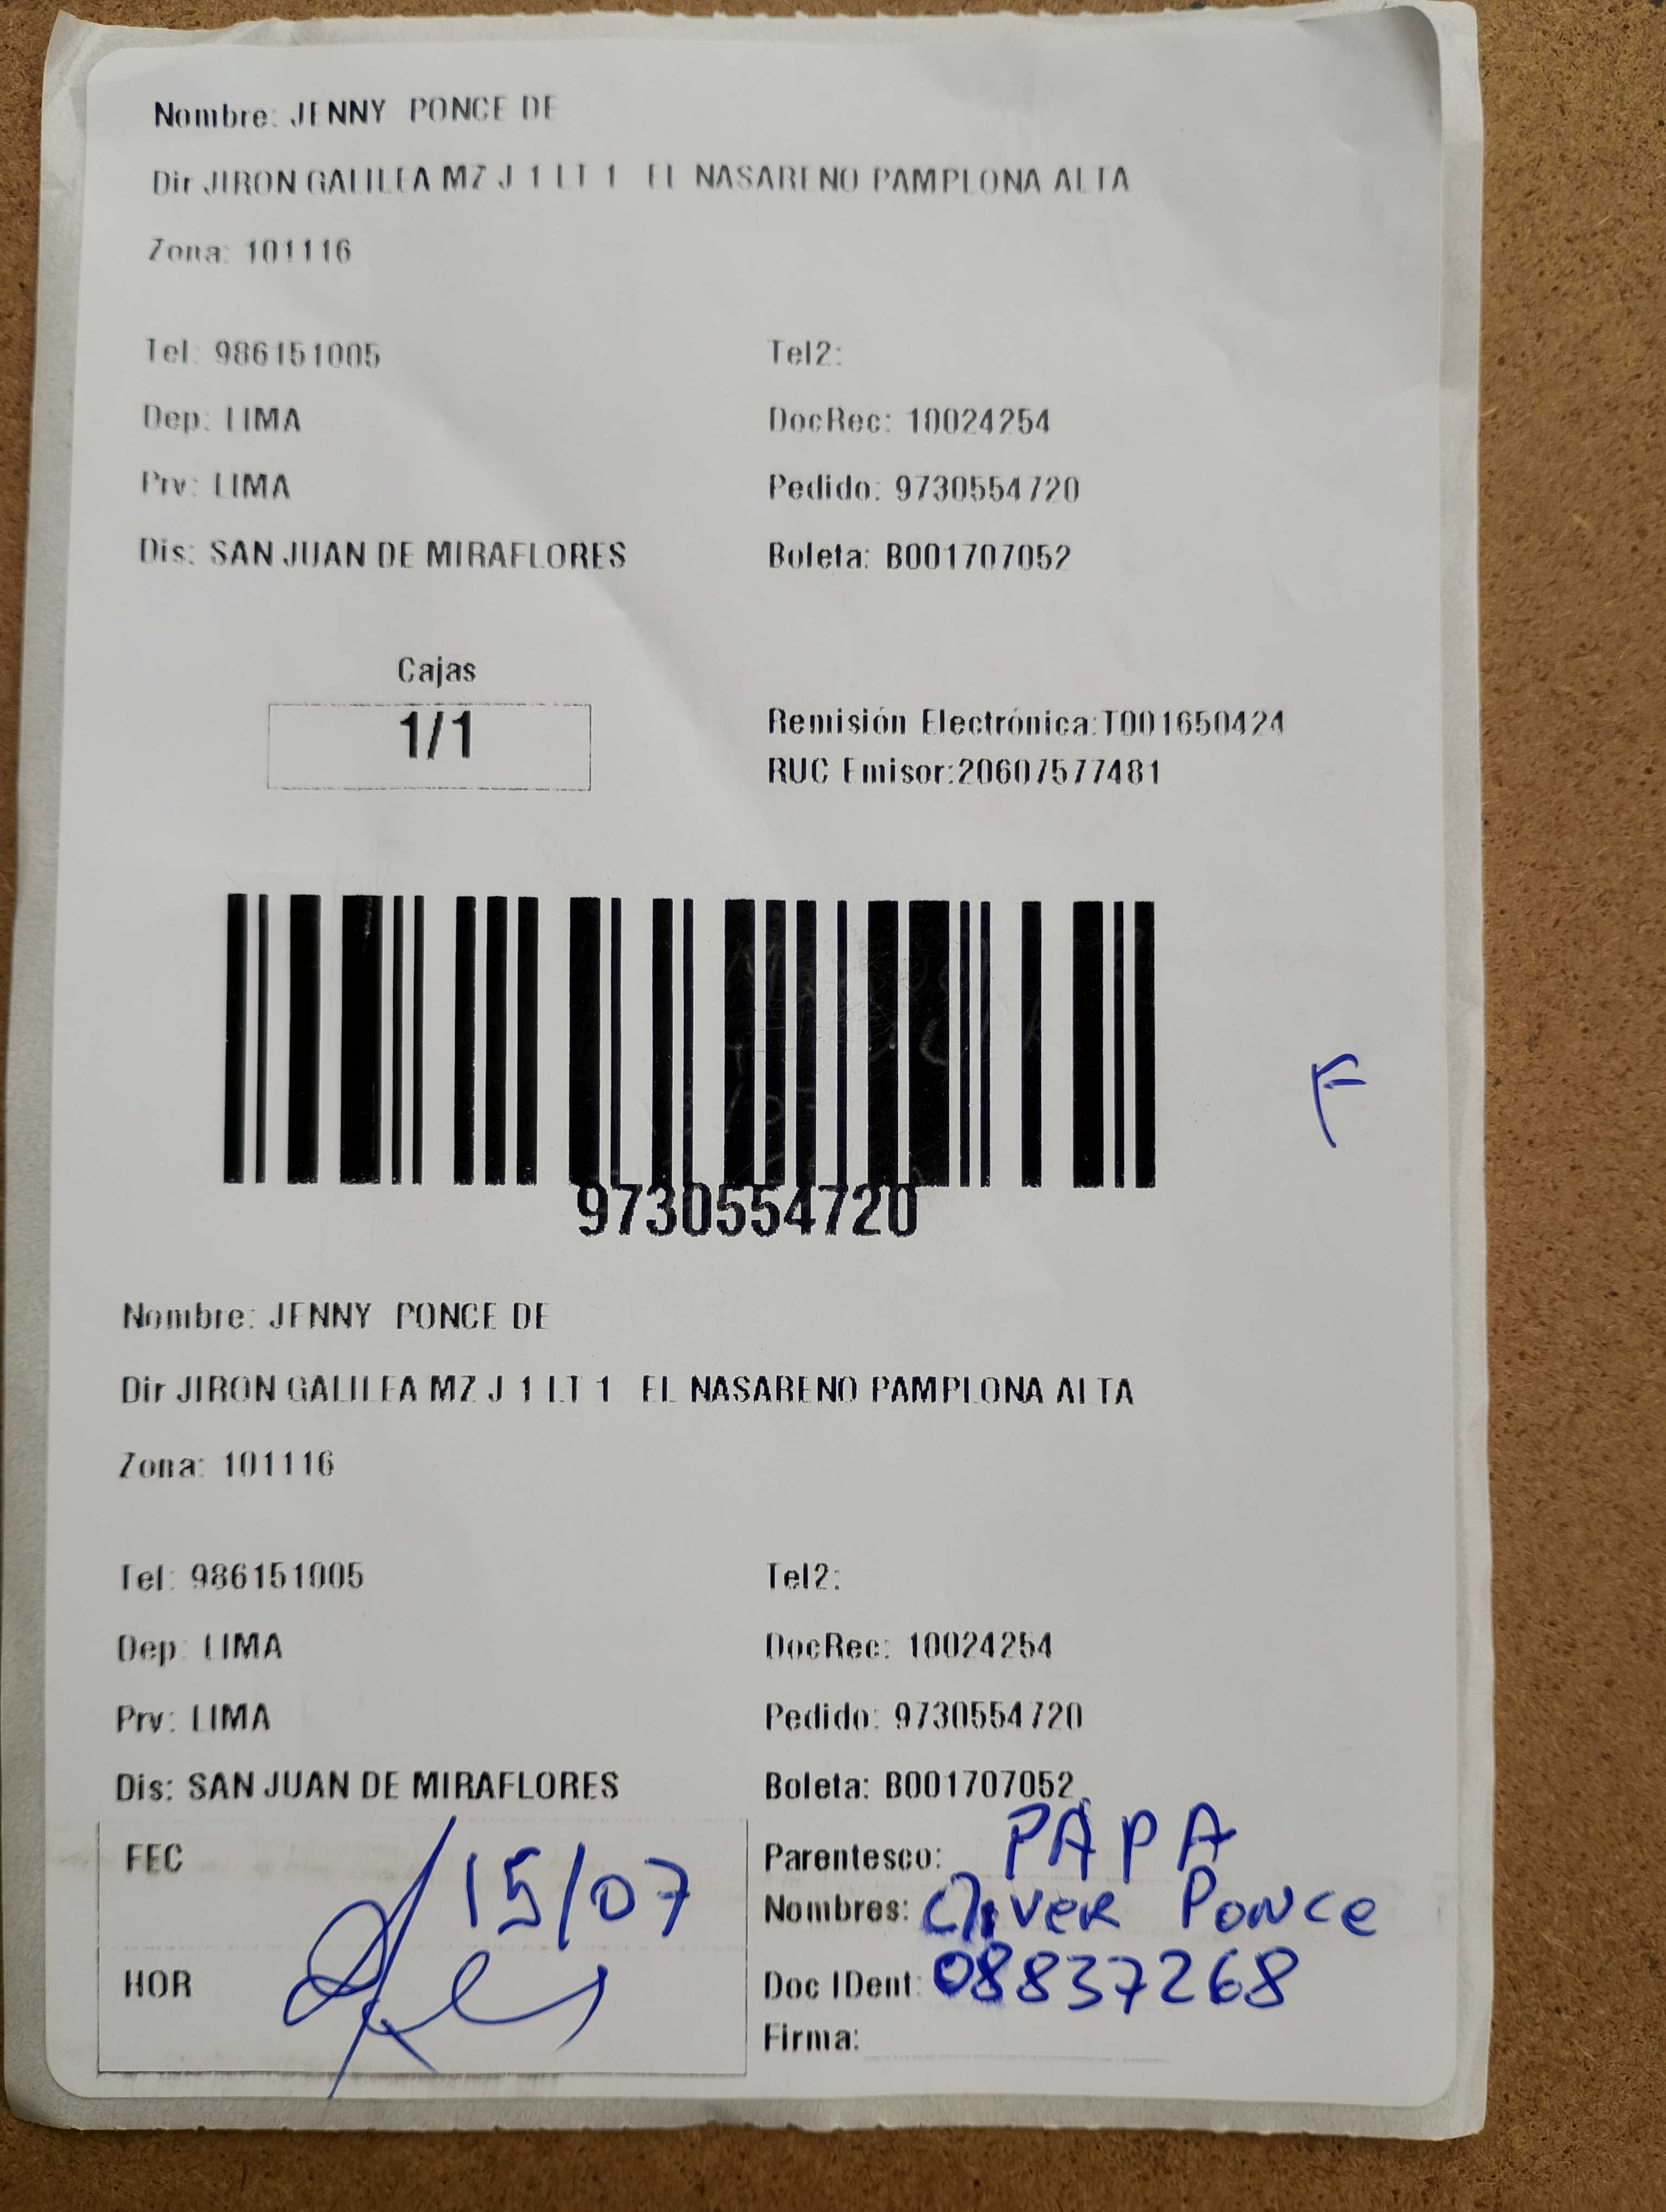 Nombre: JENNY PONCE DE
Dir JIRON GALILEA MZ J 1 LT 1 EL NASARENO PAMPLONA ALTA
Zona: 101116
Tel: 986151005 Tel2:
Dep: LIMA DocRec: 10024254
Prv: LIMA Pedido: 9730554720
Dis: SAN JUAN DE MIRAFLORES Boleta: B001707052
Cajas
1/1
Remisión Electrónica:T001650424
RUC Emisor:20607577481
F
9730554720
Nombre: JENNY PONCE DE
Dir JIRON GALILEA MZ J 1 LT 1 EL NASARENO PAMPLONA ALTA
Zona: 101116
Tel: 986151005 Tel2:
Dep: LIMA DocRec: 10024254
Prv: LIMA Pedido: 9730554720
Dis: SAN JUAN DE MIRAFLORES Boleta: B001707052
FEC 15/07
HOR
Parentesco: PAPA
Nombres: Oliver Ponce
Doc IDent: 08837268
Firma: